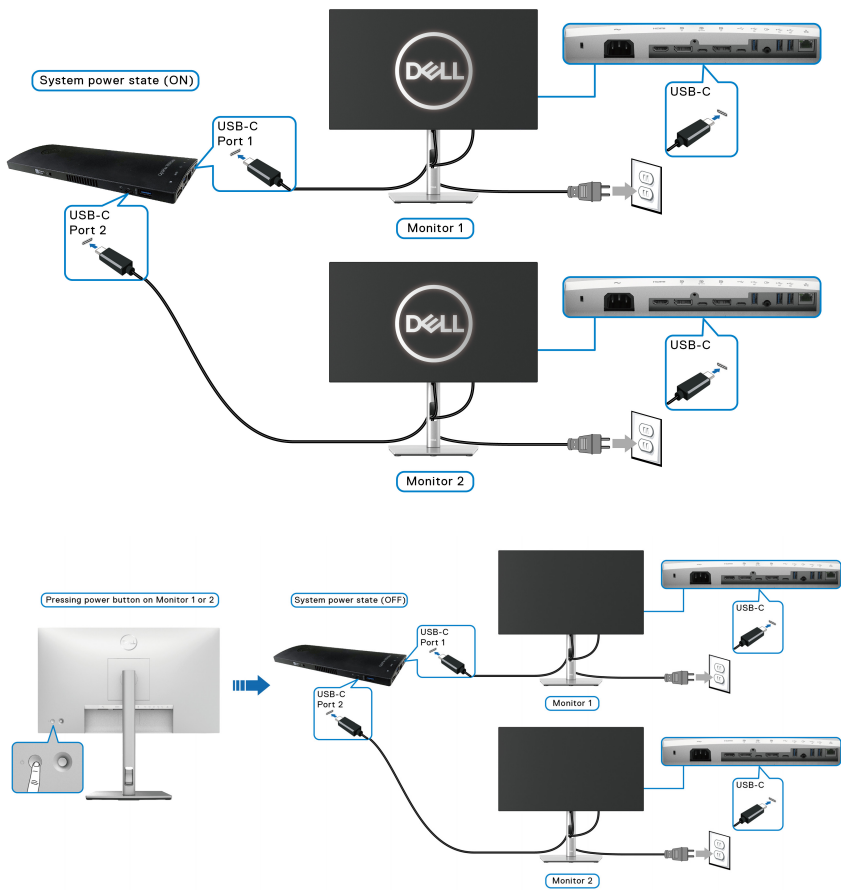 System power state (ON)
USB-C
Port 1
DELL
USB-C
Monitor 1
USB-C
Port 2
DELL
USB-C
Monitor 2
Pressing power button on Monitor 1 or 2
System power state (OFF)
USB-C
Port 1
USB-C
Monitor 1
USB-C
Port 2
USB-C
Monitor 2